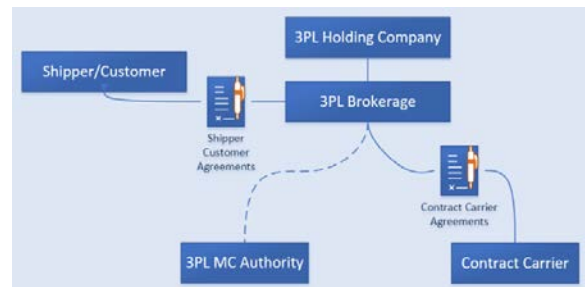 3PL Holding Company
Shipper/Customer
3PL Brokerage
Shipper
Customer
Agreements
Contract Carrier
Agreements
3PL MC Authority
Contract Carrier